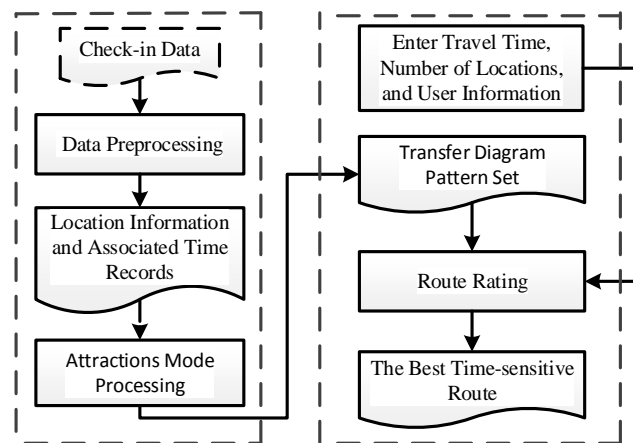 Check-in Data
Data Preprocessing
Location Information
and Associated Time
Records
Attractions Mode
Processing
Enter Travel Time,
Number of Locations,
and User Information
Transfer Diagram
Pattern Set
Route Rating
The Best Time-sensitive
Route